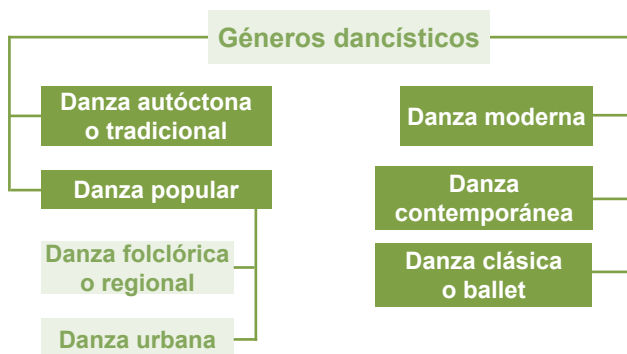 Géneros dancísticos
Danza autóctona
o tradicional
Danza popular
Danza folclórica
o regional
Danza urbana
Danza moderna
Danza
contemporánea
Danza clásica
o ballet